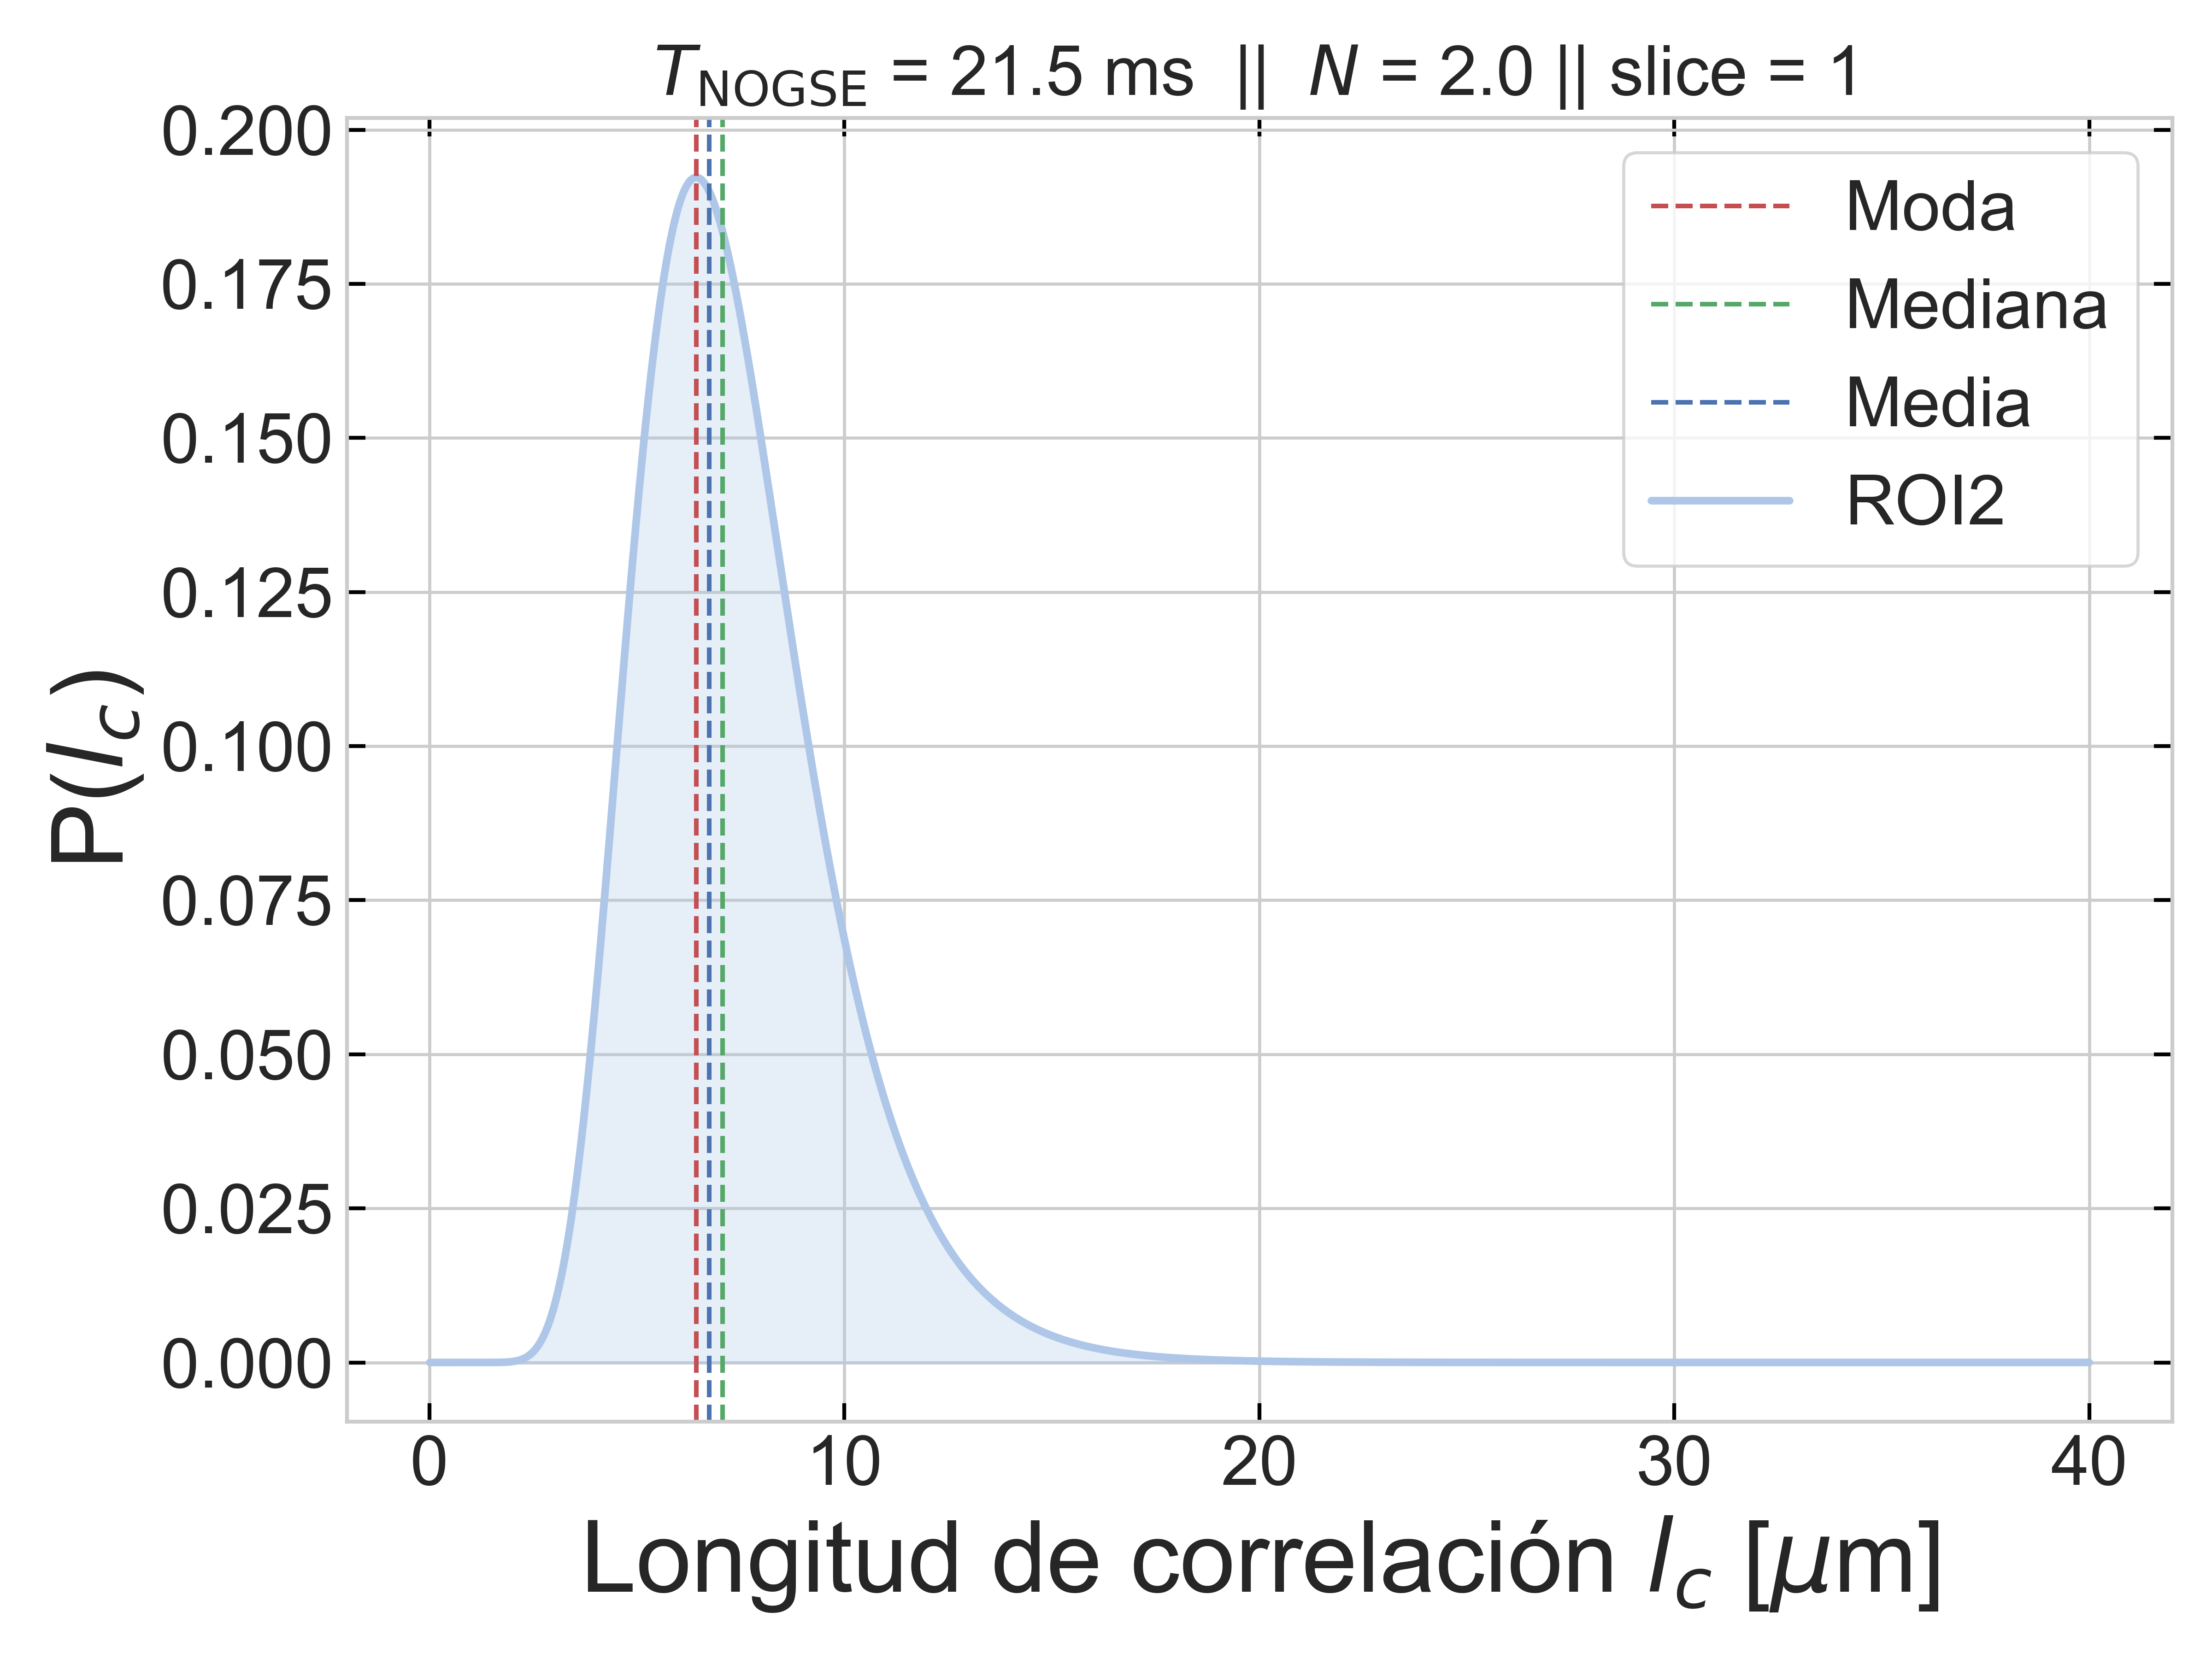 T_NOGSE = 21.5 ms || N = 2.0 || slice = 1
P(l_c)
0.200
0.175
0.150
0.125
0.100
0.075
0.050
0.025
0.000
Moda
Mediana
Media
ROI2
0 10 20 30 40
Longitud de correlación l_c [μm]